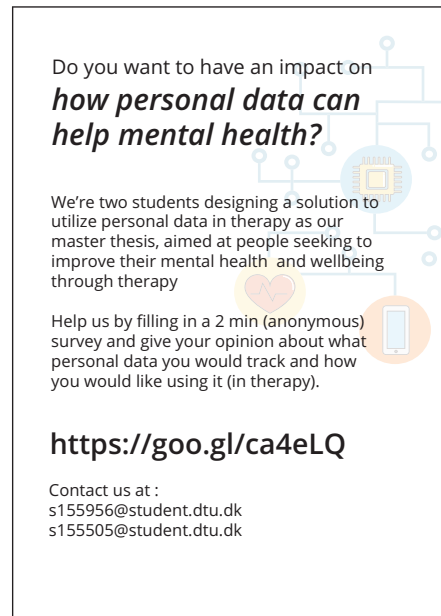 Do you want to have an impact on
how personal data can
help mental health?
We're two students designing a solution to
utilize personal data in therapy as our
master thesis, aimed at people seeking to
improve their mental health and wellbeing
through therapy
Help us by filling in a 2 min (anonymous)
survey and give your opinion about what
personal data you would track and how
you would like using it (in therapy).
https://goo.gl/ca4eLQ
Contact us at :
s155956@student.dtu.dk
s155505@student.dtu.dk